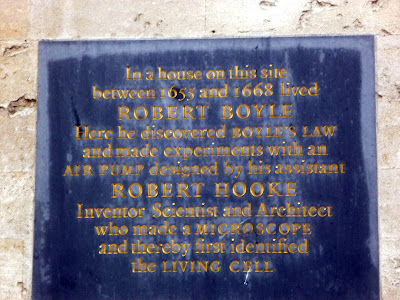 In a house on this site
between 1655 and 1668 lived
ROBERT BOYLE
Here he discovered BOYLE'S LAW
and made experiments with an
AIR PUMP designed by his assistant
ROBERT HOOKE
Inventor Scientist and Architect
who made a MICROSCOPE
and thereby first identified
the LIVING CELL